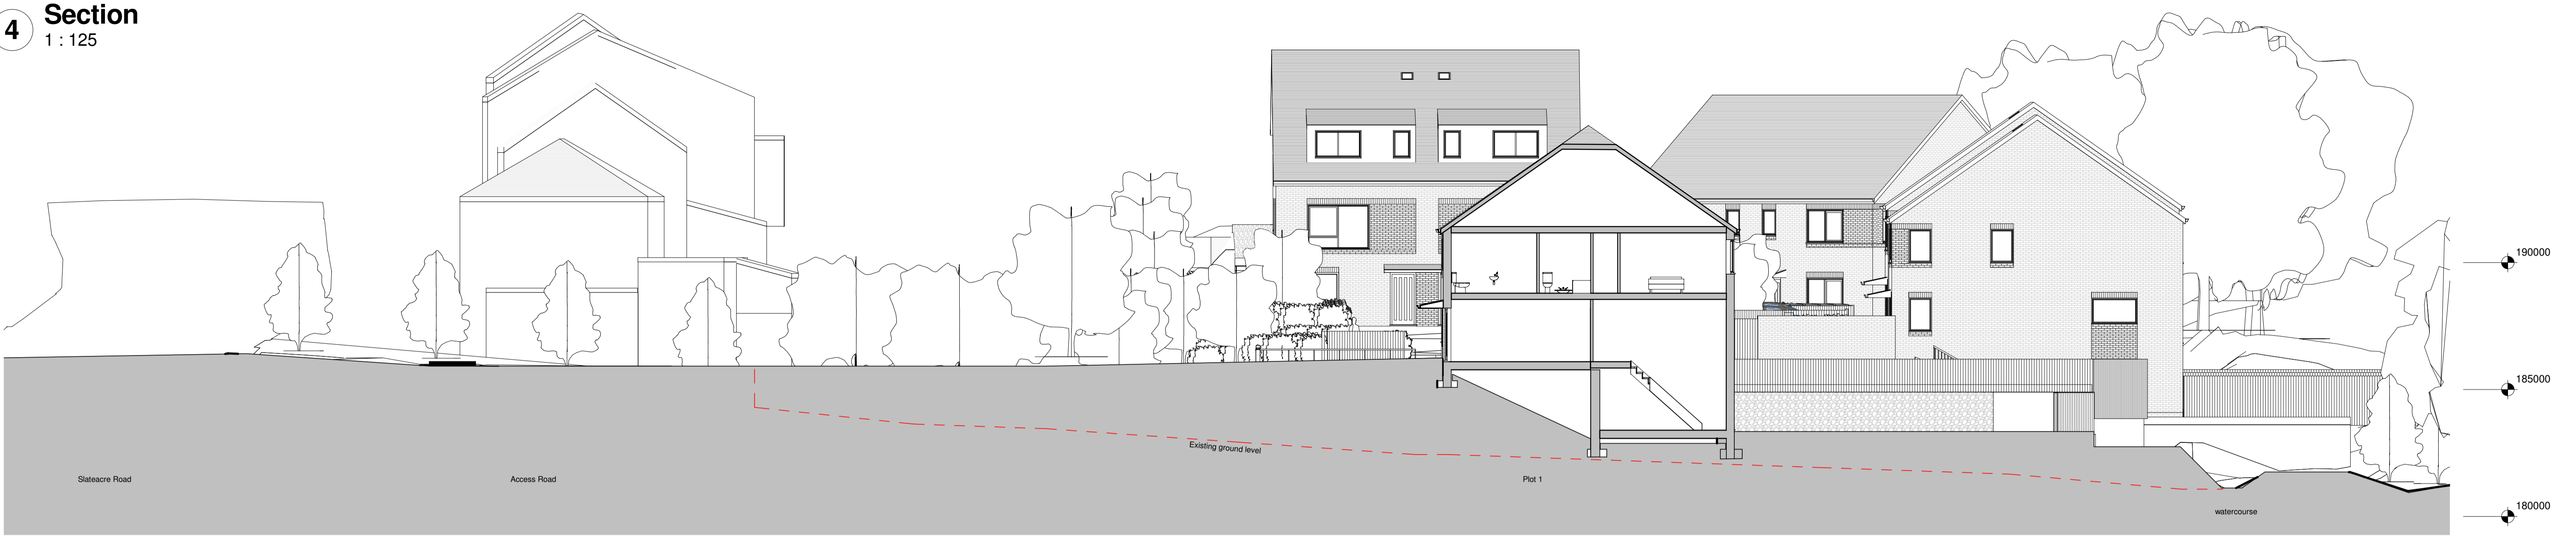 4
Section
1 : 125
190000
185000
Existing ground level
Slateacre Road
Access Road
Plot 1
180000
watercourse